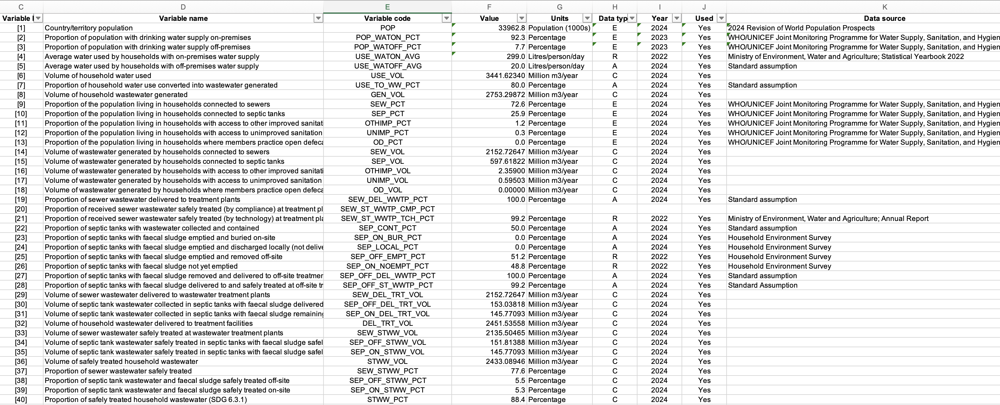 C D E F G H I J K
Variable Variable name Variable code Value Units Data typ Year Used Data source
[1] Country/territory population POP 33962.8 Population (1000s) E 2024 Yes 2024 Revision of World Population Prospects
[2] Proportion of population with drinking water supply on-premises POP_WATON_PCT 92.3 Percentage E 2023 Yes WHO/UNICEF Joint Monitoring Programme for Water Supply, Sanitation, and Hygien
[3] Proportion of population with drinking water supply off-premises POP_WATOFF_PCT 7.7 Percentage E 2023 Yes WHO/UNICEF Joint Monitoring Programme for Water Supply, Sanitation, and Hygien
[4] Average water used by households with on-premises water supply USE_WATON_AVG 299.0 Litres/person/day R 2022 Yes Ministry of Environment, Water and Agriculture; Statistical Yearbook 2022
[5] Average water used by households with off-premises water supply USE_WATOFF_AVG 20.0 Litres/person/day A 2024 Yes Standard assumption
[6] Volume of household water used USE_VOL 3441.62340 Million m3/year C 2024 Yes
[7] Proportion of household water use converted into wastewater generated USE_TO_WW_PCT 80.0 Percentage A 2024 Yes Standard assumption
[8] Volume of household wastewater generated GEN_VOL 2753.29872 Million m3/year C 2024 Yes
[9] Proportion of the population living in households connected to sewers SEW_PCT 72.6 Percentage E 2024 Yes WHO/UNICEF Joint Monitoring Programme for Water Supply, Sanitation, and Hygien
[10] Proportion of the population living in households connected to septic tanks SEP_PCT 25.9 Percentage E 2024 Yes WHO/UNICEF Joint Monitoring Programme for Water Supply, Sanitation, and Hygien
[11] Proportion of the population living in households with access to other improved sanitati OTHIMP_PCT 1.2 Percentage E 2024 Yes WHO/UNICEF Joint Monitoring Programme for Water Supply, Sanitation, and Hygien
[12] Proportion of the population living in households with access to unimproved sanitation UNIMP_PCT 0.3 Percentage E 2024 Yes WHO/UNICEF Joint Monitoring Programme for Water Supply, Sanitation, and Hygien
[13] Proportion of the population living in households where members practice open defeca OD_PCT 0.0 Percentage E 2024 Yes WHO/UNICEF Joint Monitoring Programme for Water Supply, Sanitation, and Hygien
[14] Volume of wastewater generated by households connected to sewers SEW_VOL 2152.72647 Million m3/year C 2024 Yes
[15] Volume of wastewater generated by households connected to septic tanks SEP_VOL 597.61822 Million m3/year C 2024 Yes
[16] Volume of wastewater generated by households with access to other improved sanitati OTHIMP_VOL 2.35900 Million m3/year C 2024 Yes
[17] Volume of wastewater generated by households with access to unimproved sanitation UNIMP_VOL 0.59503 Million m3/year C 2024 Yes
[18] Volume of wastewater generated by households where members practice open defeca OD_VOL 0.00000 Million m3/year C 2024 Yes
[19] Proportion of sewer wastewater delivered to treatment plants SEW_DEL_WWTP_PCT 100.0 Percentage A 2024 Yes Standard assumption
[20] Proportion of received sewer wastewater safely treated (by compliance) at treatment pl SEW_ST_WWTP_CMP_PCT
[21] Proportion of received sewer wastewater safely treated (by technology) at treatment pla SEW_ST_WWTP_TCH_PCT 99.2 Percentage R 2022 Yes Ministry of Environment, Water and Agriculture; Annual Report
[22] Proportion of septic tanks with wastewater collected and contained SEP_CONT_PCT 50.0 Percentage A 2024 Yes Standard assumption
[23] Proportion of septic tanks with faecal sludge emptied and buried on-site SEP_ON_BUR_PCT 0.0 Percentage A 2024 Yes Household Environment Survey
[24] Proportion of septic tanks with faecal sludge emptied and discharged locally (not delive SEP_LOCAL_PCT 0.0 Percentage A 2024 Yes Household Environment Survey
[25] Proportion of septic tanks with faecal sludge emptied and removed off-site SEP_OFF_EMPT_PCT 51.2 Percentage R 2022 Yes Household Environment Survey
[26] Proportion of septic tanks with faecal sludge not yet emptied SEP_ON_NOEMPT_PCT 48.8 Percentage R 2022 Yes Household Environment Survey
[27] Proportion of septic tanks with faecal sludge removed and delivered to off-site treatmer SEP_OFF_DEL_WWTP_PCT 100.0 Percentage A 2024 Yes Standard assumption
[28] Proportion of septic tanks with faecal sludge delivered to and safely treated at off-site tr SEP_OFF_ST_WWTP_PCT 99.2 Percentage A 2024 Yes Standard Assumption
[29] Volume of sewer wastewater delivered to wastewater treatment plants SEW_DEL_TRT_VOL 2152.72647 Million m3/year C 2024 Yes
[30] Volume of septic tank wastewater collected in septic tanks with faecal sludge delivered SEP_OFF_DEL_TRT_VOL 153.03818 Million m3/year C 2024 Yes
[31] Volume of septic tank wastewater collected in septic tanks with faecal sludge remaining SEP_ON_DEL_TRT_VOL 145.77093 Million m3/year C 2024 Yes
[32] Volume of household wastewater delivered to treatment facilities DEL_TRT_VOL 2451.53558 Million m3/year C 2024 Yes
[33] Volume of sewer wastewater safely treated at wastewater treatment plants SEW_STWW_VOL 2135.50465 Million m3/year C 2024 Yes
[34] Volume of septic tank wastewater safely treated in septic tanks with faecal sludge safel SEP_OFF_STWW_VOL 151.81388 Million m3/year C 2024 Yes
[35] Volume of septic tank wastewater safely treated in septic tanks with faecal sludge safel SEP_ON_STWW_VOL 145.77093 Million m3/year C 2024 Yes
[36] Volume of safely treated household wastewater STWW_VOL 2433.08946 Million m3/year C 2024 Yes
[37] Proportion of sewer wastewater safely treated SEW_STWW_PCT 77.6 Percentage C 2024 Yes
[38] Proportion of septic tank wastewater and faecal sludge safely treated off-site SEP_OFF_STWW_PCT 5.5 Percentage C 2024 Yes
[39] Proportion of septic tank wastewater and faecal sludge safely treated on-site SEP_ON_STWW_PCT 5.3 Percentage C 2024 Yes
[40] Proportion of safely treated household wastewater (SDG 6.3.1) STWW_PCT 88.4 Percentage C 2024 Yes